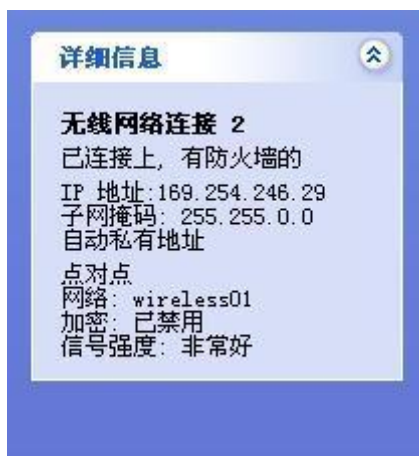 详细信息
无线网络连接 2
已连接上, 有防火墙的
IP 地址:169.254.246.29
子网掩码: 255.255.0.0
自动私有地址
点对点
网络: wireless01
加密: 已禁用
信号强度: 非常好